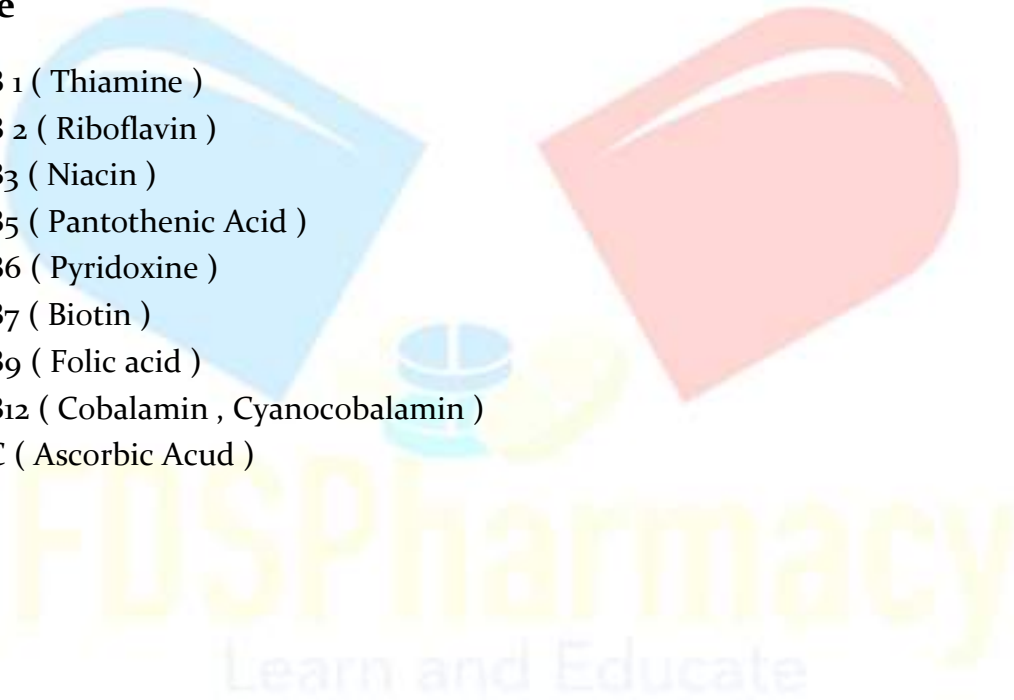 e
B 1 ( Thiamine )
B 2 ( Riboflavin )
B3 ( Niacin )
B5 ( Pantothenic Acid )
B6 ( Pyridoxine )
B7 ( Biotin )
B9 ( Folic acid )
B12 ( Cobalamin , Cyanocobalamin )
C ( Ascorbic Acud )
FDSPharmacy
Learn and Educate